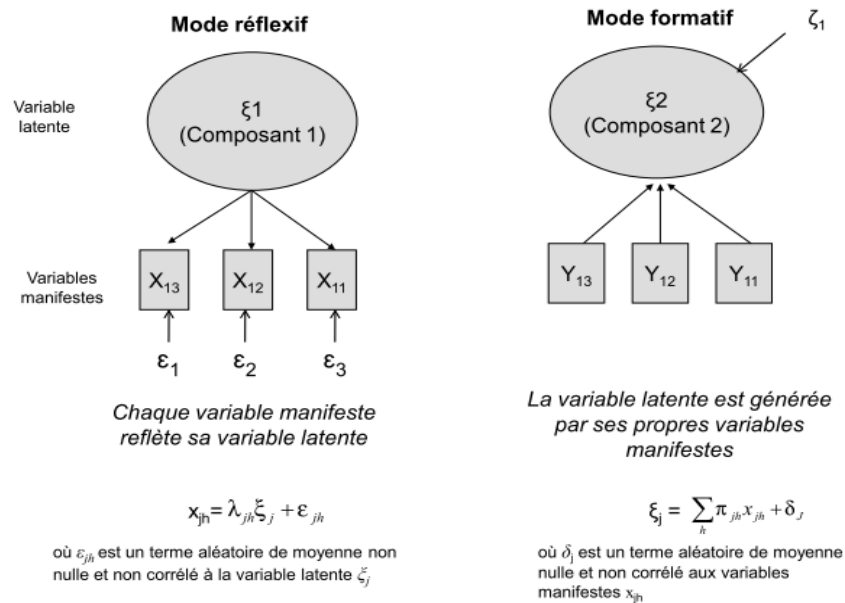 Mode réflexif
Variable
latente
ξ1
(Composant 1)
Variables
manifestes
X13 X12 X11
ε1 ε2 ε3
Chaque variable manifeste
reflète sa variable latente
xjh= λjhξj + εjh
où εjh est un terme aléatoire de moyenne non
nulle et non corrélé à la variable latente ξj
Mode formatif
ζ1
ξ2
(Composant 2)
Y13 Y12 Y11
La variable latente est générée
par ses propres variables
manifestes
ξj = ∑h πjh xjh + δJ
où δj est un terme aléatoire de moyenne
nulle et non corrélé aux variables
manifestes xjh